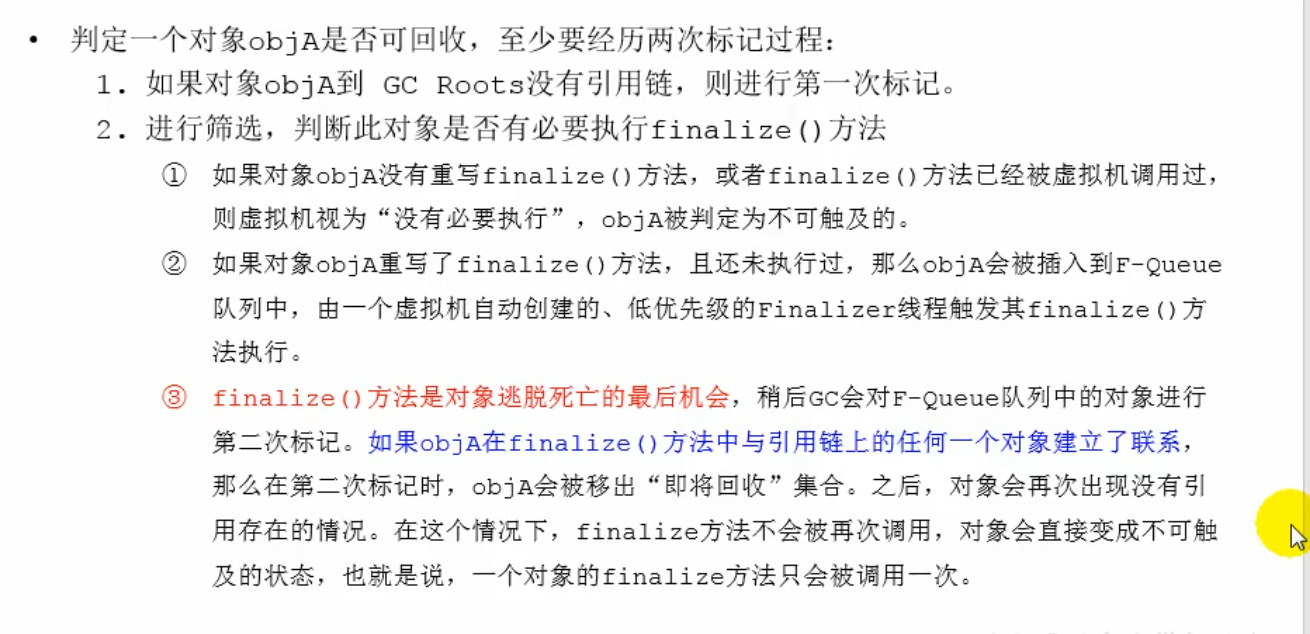 • 判定一个对象objA是否可回收，至少要经历两次标记过程：
1. 如果对象objA到 GC Roots没有引用链，则进行第一次标记。
2. 进行筛选，判断此对象是否有必要执行finalize()方法
① 如果对象objA没有重写finalize()方法，或者finalize()方法已经被虚拟机调用过，
则虚拟机视为“没有必要执行”，objA被判定为不可触及的。
② 如果对象objA重写了finalize()方法，且还未执行过，那么objA会被插入到F-Queue
队列中，由一个虚拟机自动创建的、低优先级的Finalizer线程触发其finalize()方
法执行。
③ finalize()方法是对象逃脱死亡的最后机会，稍后GC会对F-Queue队列中的对象进行
第二次标记。如果objA在finalize()方法中与引用链上的任何一个对象建立了联系，
那么在第二次标记时，objA会被移出“即将回收”集合。之后，对象会再次出现没有引
用存在的情况。在这个情况下，finalize方法不会被再次调用，对象会直接变成不可触
及的状态，也就是说，一个对象的finalize方法只会被调用一次。